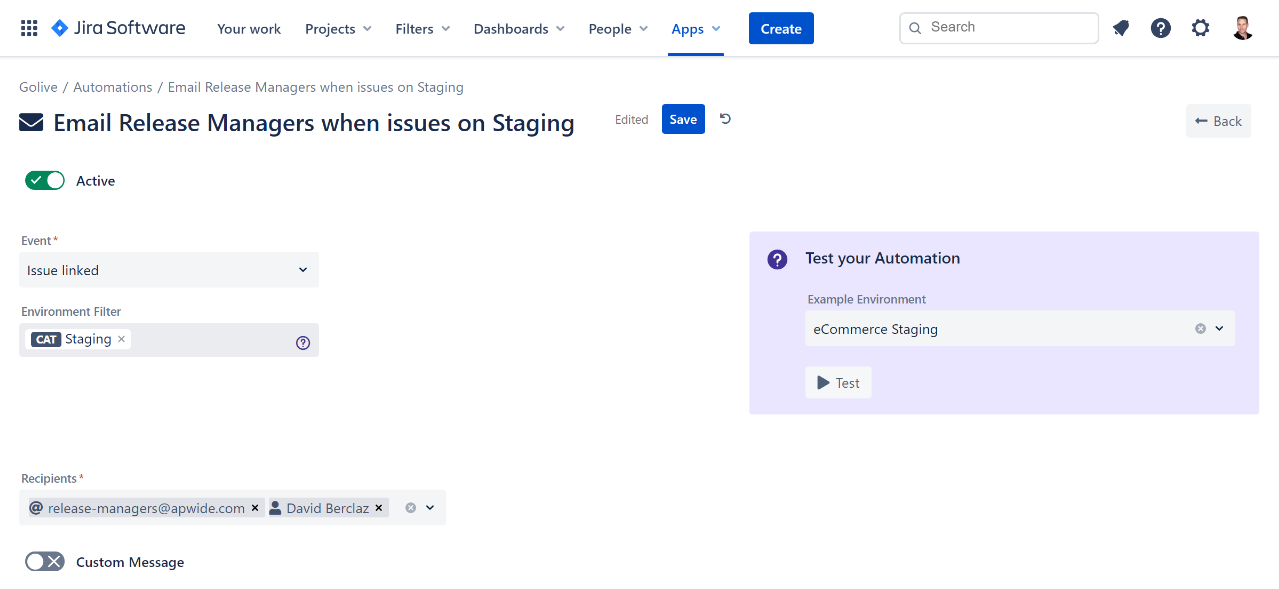 Jira Software Your work Projects Filters Dashboards People Apps Create Search
Golive / Automations / Email Release Managers when issues on Staging
Email Release Managers when issues on Staging Edited Save Back
Active
Event*
Issue linked
Environment Filter
CAT Staging ×
Test your Automation
Example Environment
eCommerce Staging
Test
Recipients*
@ release-managers@apwide.com × David Berclaz ×
Custom Message